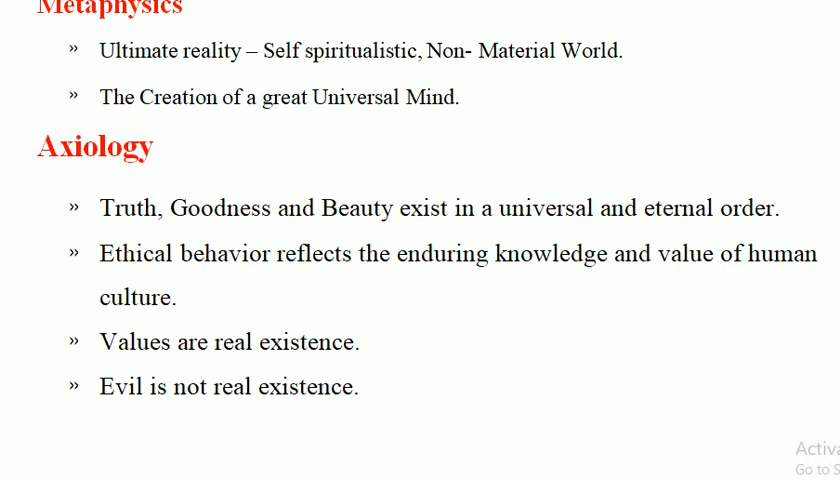 Metaphysics
» Ultimate reality – Self spiritualistic, Non- Material World.
» The Creation of a great Universal Mind.
Axiology
» Truth, Goodness and Beauty exist in a universal and eternal order.
» Ethical behavior reflects the enduring knowledge and value of human
culture.
» Values are real existence.
» Evil is not real existence.
Activa
Go to S